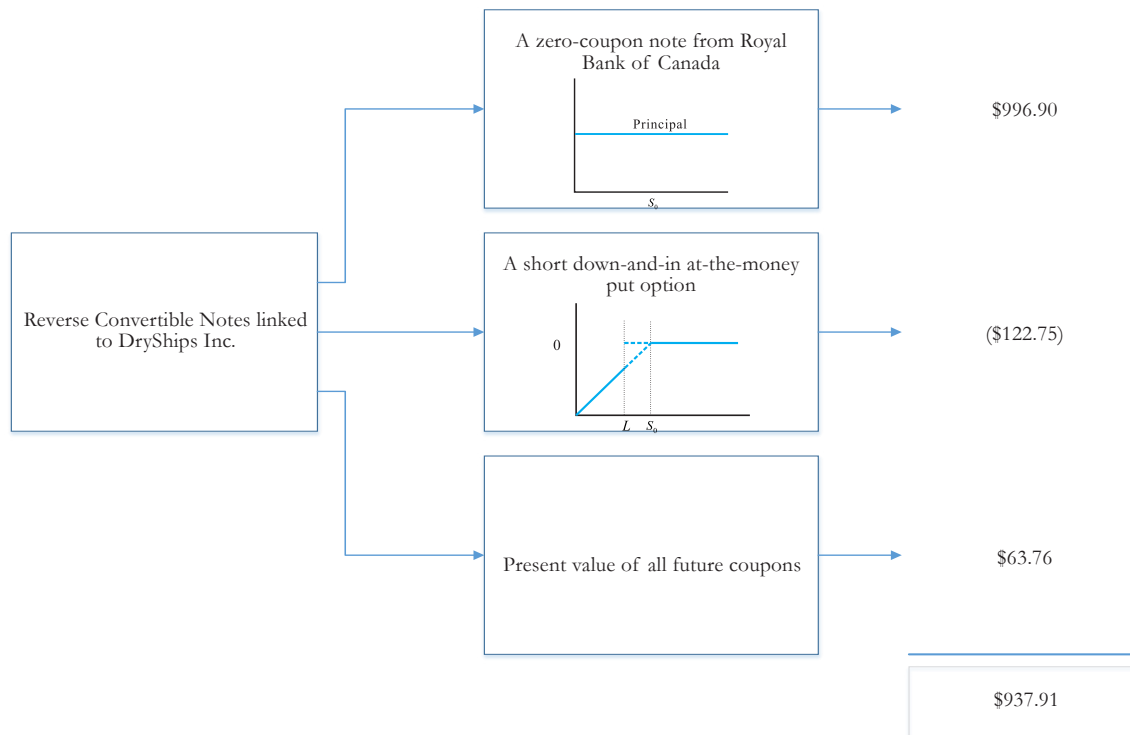 A zero-coupon note from Royal
Bank of Canada
Principal
S₀
$996.90
Reverse Convertible Notes linked
to DryShips Inc.
A short down-and-in at-the-money
put option
0
L S₀
($122.75)
Present value of all future coupons
$63.76
$937.91